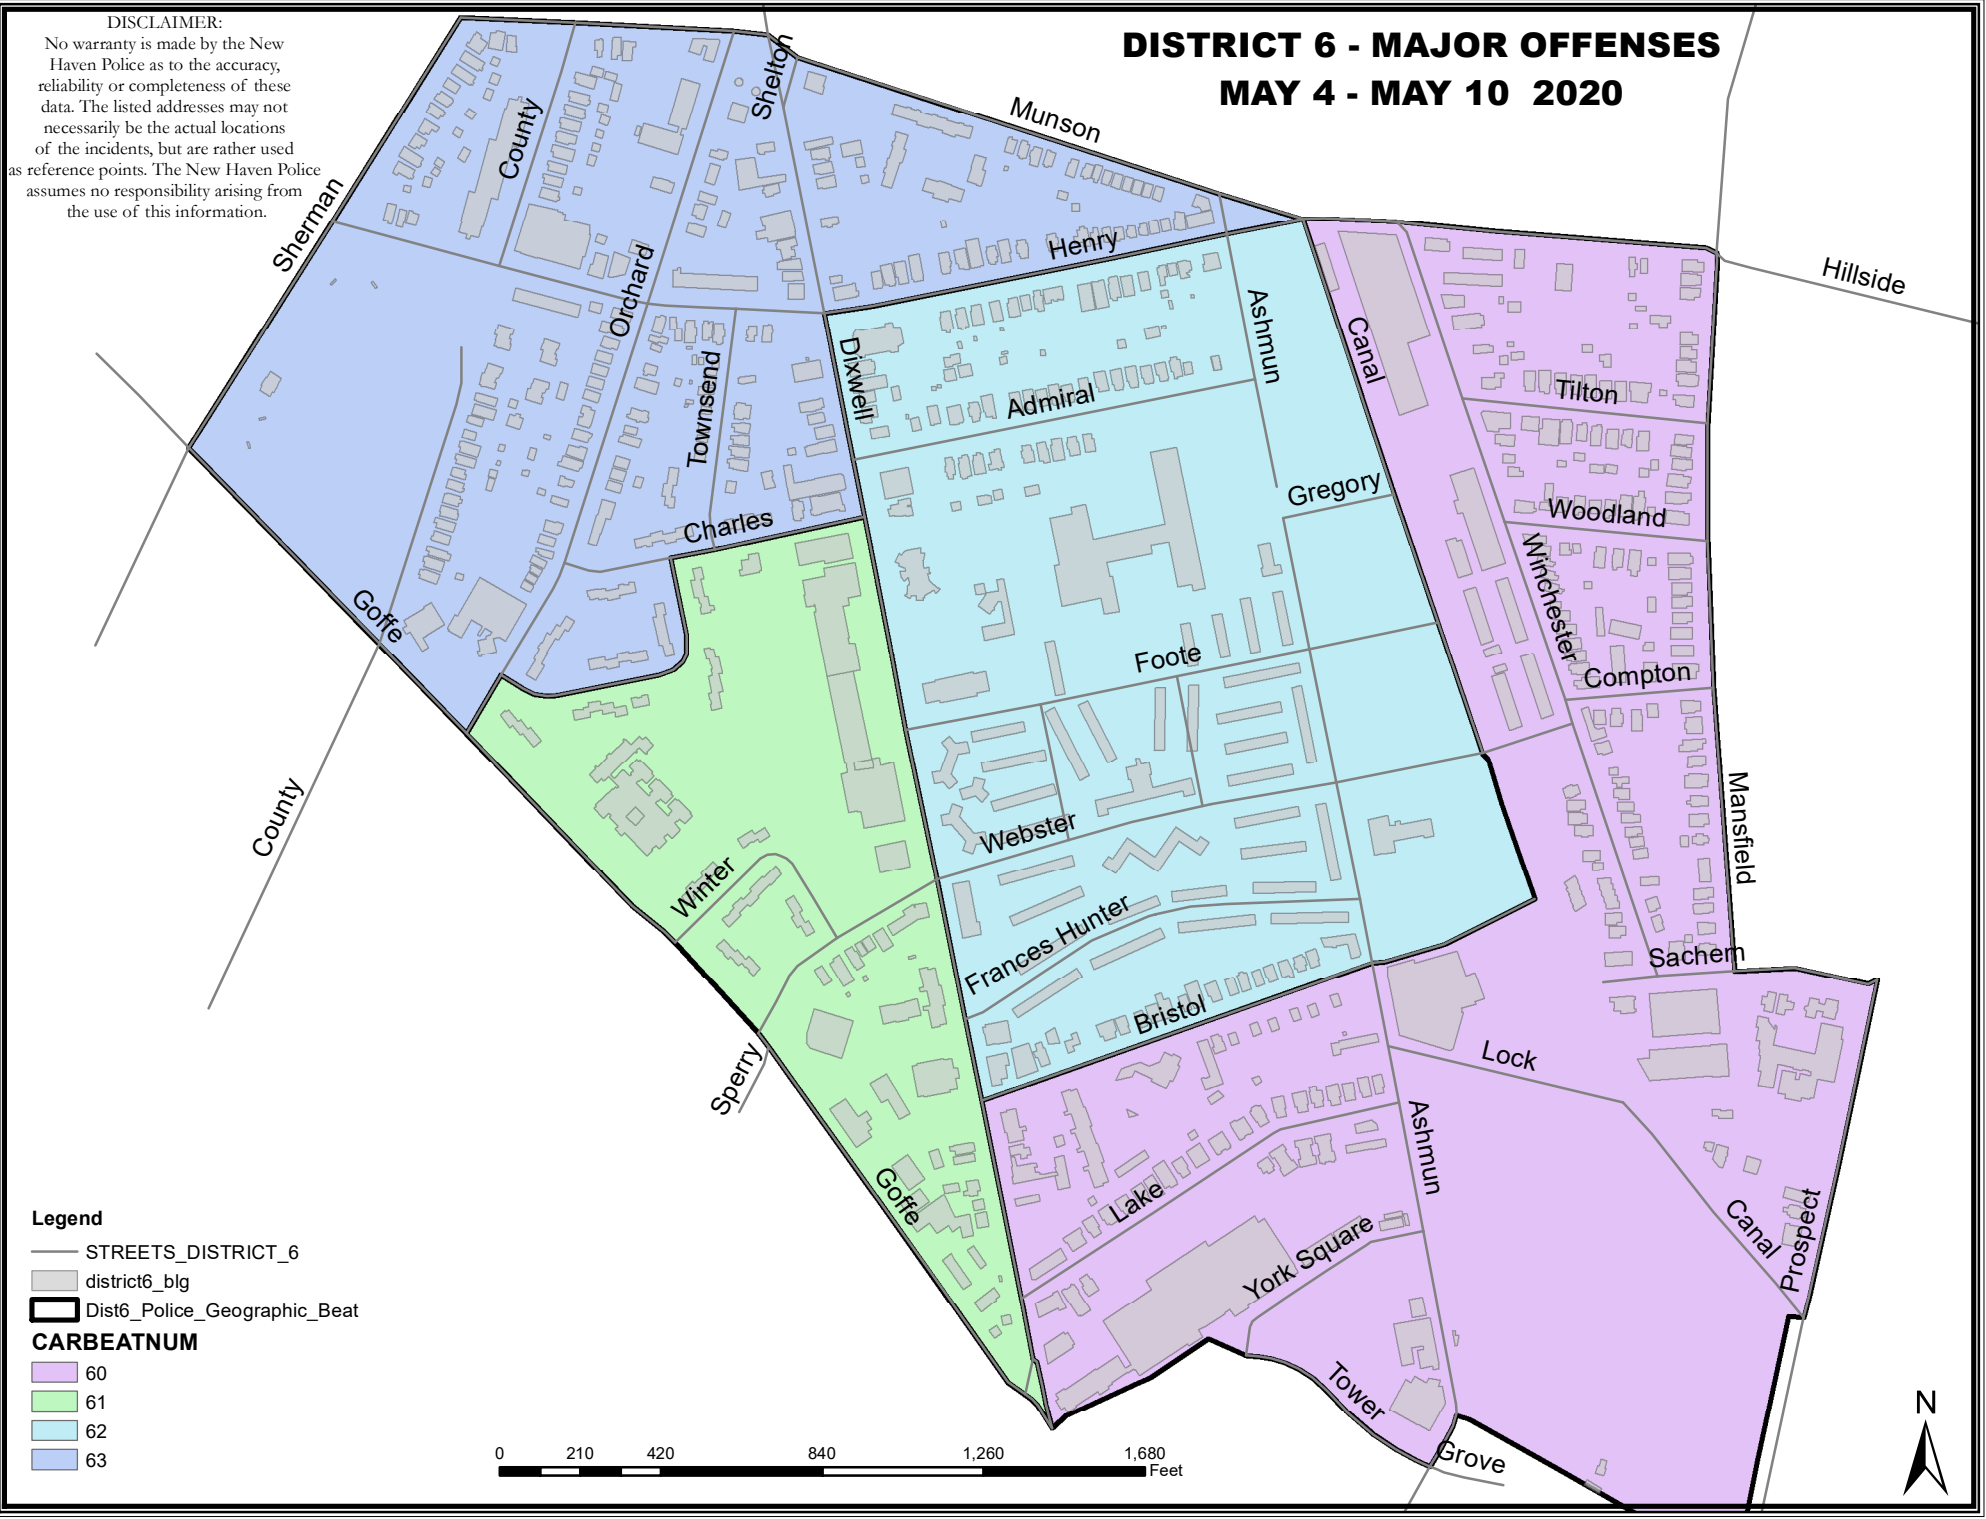 DISCLAIMER:
No warranty is made by the New
Haven Police as to the accuracy,
reliability or completeness of these
data. The listed addresses may not
necessarily be the actual locations
of the incidents, but are rather used
as reference points. The New Haven Police
assumes no responsibility arising from
the use of this information.
DISTRICT 6 - MAJOR OFFENSES
MAY 4 - MAY 10 2020
Shelton
County
Munson
Sherman
Henry
Orchard
Hillside
Ashmun
Canal
Dixwell
Townsend
Admiral
Tilton
Gregory
Charles
Woodland
Winchester
Goffe
Foote
Compton
County
Webster
Mansfield
Winter
Frances Hunter
Sachem
Bristol
Sperry
Lock
Ashmun
Goffe
Lake
York Square
Canal
Prospect
Tower
Grove
Legend
STREETS_DISTRICT_6
district6_blg
Dist6_Police_Geographic_Beat
CARBEATNUM
60
61
62
63
0 210 420 840 1,260 1,680
Feet
N